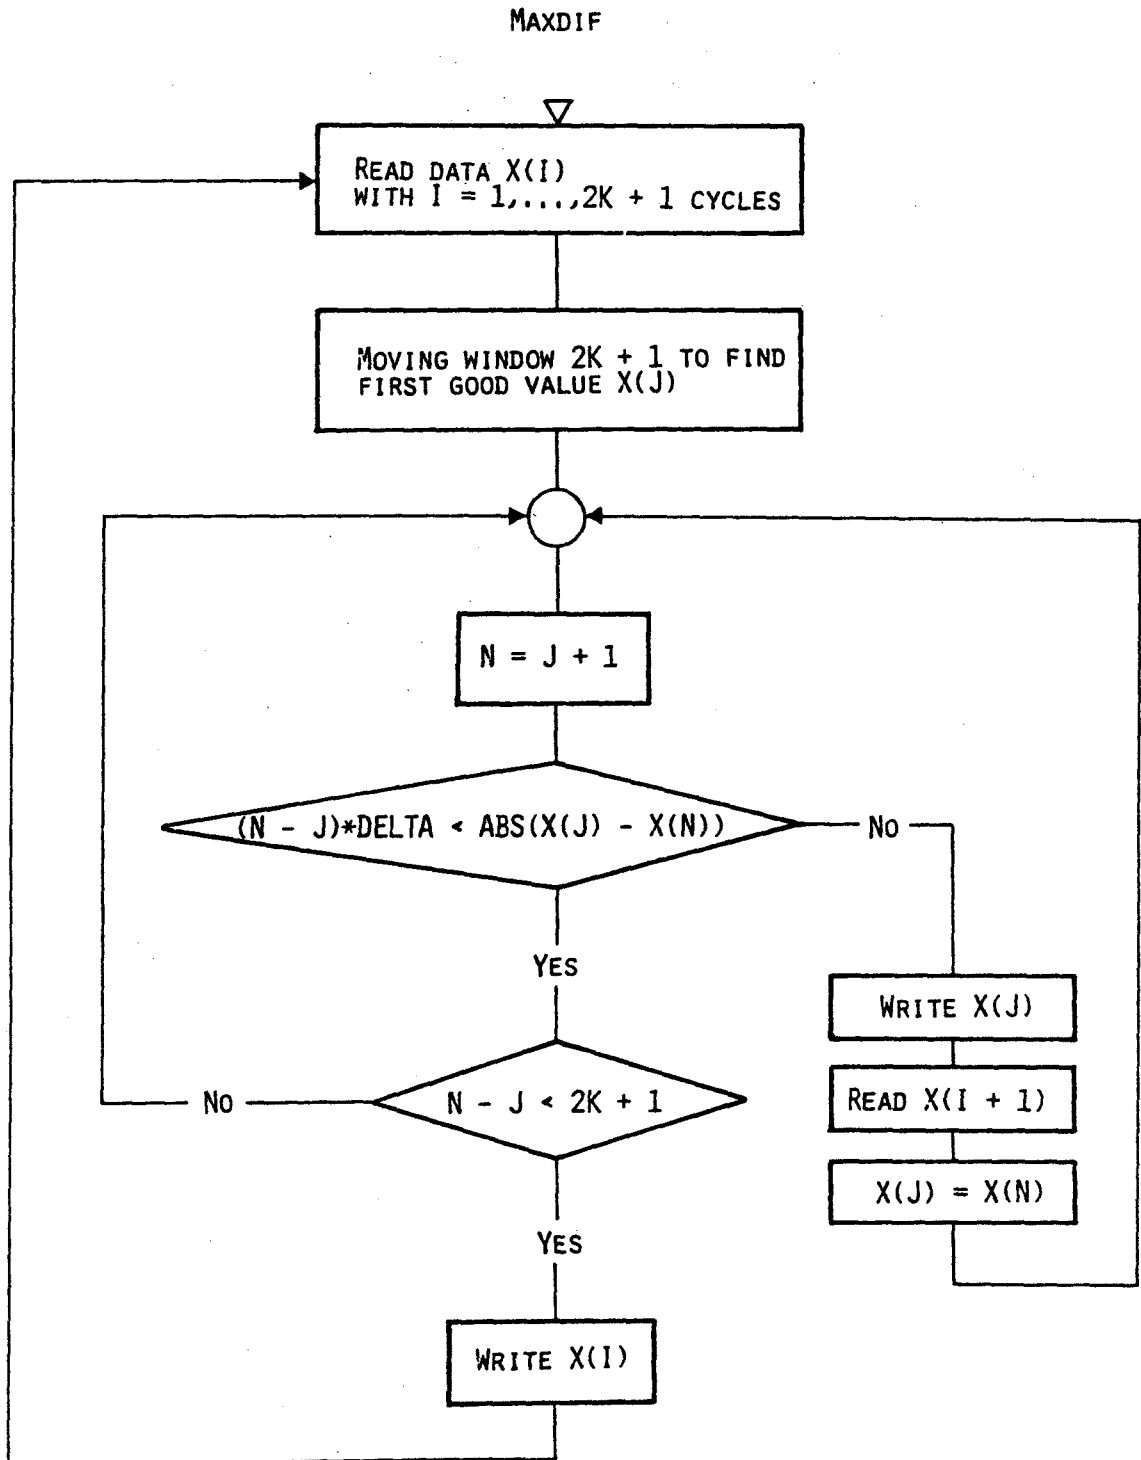 MAXDIF
READ DATA X(I)
WITH I = 1,...,2K + 1 CYCLES
MOVING WINDOW 2K + 1 TO FIND
FIRST GOOD VALUE X(J)
N = J + 1
(N - J)*DELTA < ABS(X(J) - X(N))
NO
YES
WRITE X(J)
READ X(I + 1)
X(J) = X(N)
N - J < 2K + 1
NO
YES
WRITE X(I)